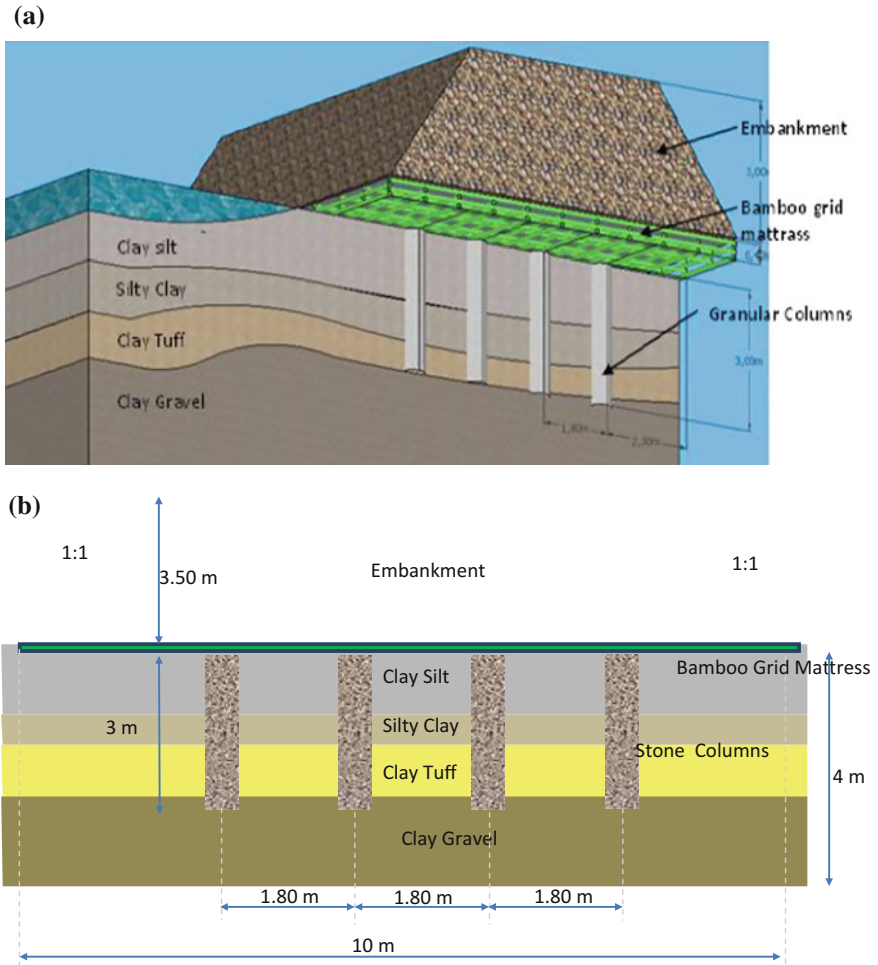 (a)
Embankment
Bamboo grid
mattrass
Clay silt
Silty Clay
Granular Columns
Clay Tuff
3,00m
Clay Gravel
1,80m
2,30m
(b)
1:1
3.50 m
Embankment
1:1
Bamboo Grid Mattress
Clay Silt
3 m
Silty Clay
Stone Columns
Clay Tuff
4 m
Clay Gravel
1.80 m
1.80 m
1.80 m
10 m